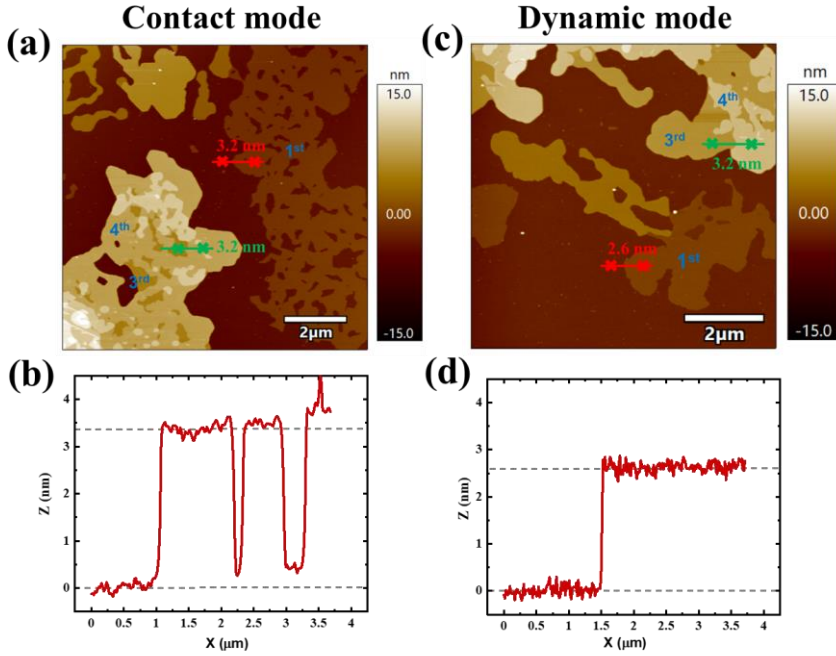 Contact mode
Dynamic mode
(a)
3.2 nm
1st
4th
3.2 nm
3rd
2μm
nm
15.0
0.00
-15.0
(c)
4th
3rd
3.2 nm
2.6 nm
1st
2μm
nm
15.0
0.00
-15.0
(b)
Z (nm)
4
3
2
1
0
0 0.5 1 1.5 2 2.5 3 3.5 4
X (μm)
(d)
Z (nm)
4
3
2
1
0
0 0.5 1 1.5 2 2.5 3 3.5 4
X (μm)